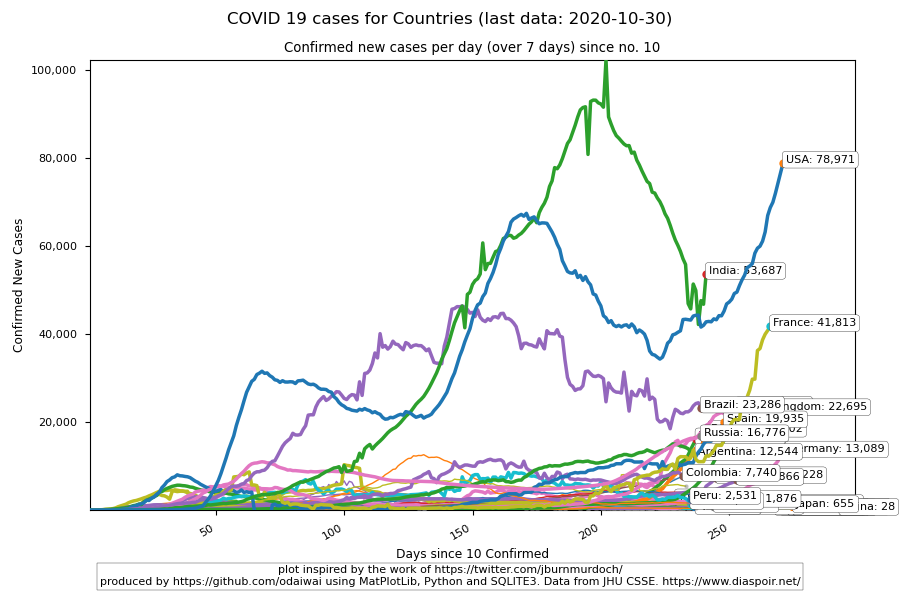 COVID 19 cases for Countries (last data: 2020-10-30)
Confirmed new cases per day (over 7 days) since no. 10
100,000
80,000
60,000
40,000
20,000
Confirmed New Cases
USA: 78,971
India: 53,687
France: 41,813
Brazil: 23,286
ngdom: 22,695
Spain: 19,935
Russia: 16,776
Argentina: 12,544
ermany: 13,089
Colombia: 7,740
866
228
Peru: 2,531
1,876
apan: 655
na: 28
50
100
150
200
250
Days since 10 Confirmed
plot inspired by the work of https://twitter.com/jburnmurdoch/
produced by https://github.com/odaiwai using MatPlotLib, Python and SQLITE3. Data from JHU CSSE. https://www.diaspoir.net/